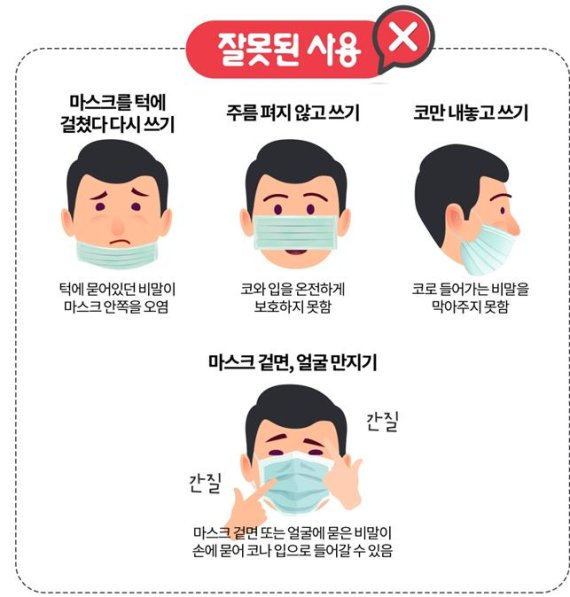 잘못된 사용
마스크를 턱에
걸쳤다 다시 쓰기
주름 펴지 않고 쓰기
코만 내놓고 쓰기
턱에 묻어있던 비말이
마스크 안쪽을 오염
코와 입을 온전하게
보호하지 못함
코로 들어가는 비말을
막아주지 못함
마스크 겉면, 얼굴 만지기
간질
간질
마스크 겉면 또는 얼굴에 묻은 비말이
손에 묻어 코나 입으로 들어갈 수 있음